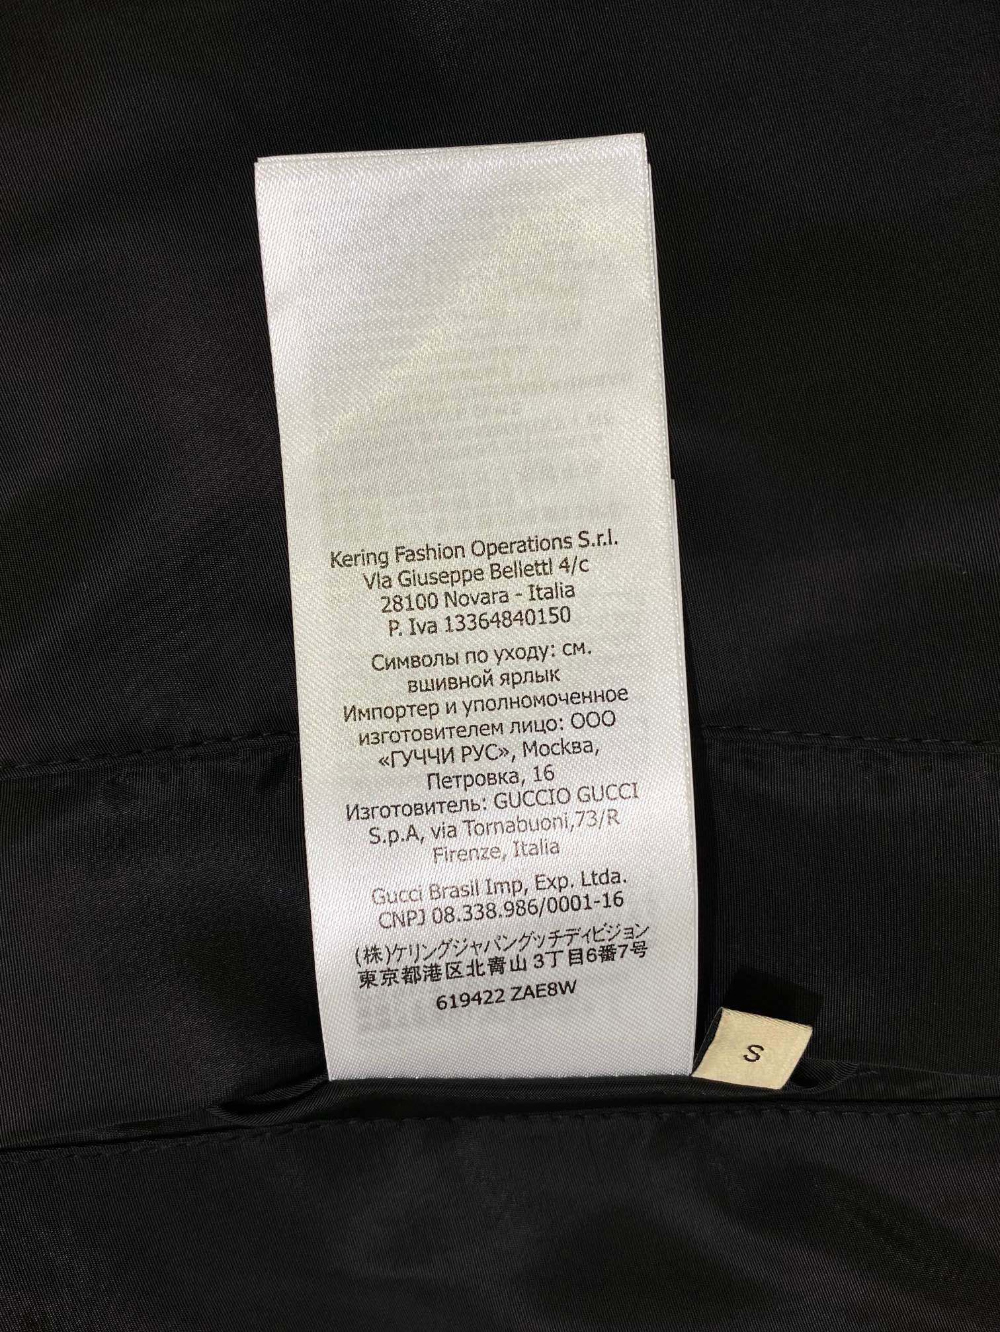 Kering Fashion Operations S.r.l.
Via Giuseppe Belletti 4/c
28100 Novara - Italia
P. Iva 13364840150
Символы по уходу: см.
вшивной ярлык
Импортер и уполномоченное
изготовителем лицо: ООО
«ГУЧЧИ РУС», Москва,
Петровка, 16
Изготовитель: GUCCIO GUCCI
S.p.A, via Tornabuoni,73/R
Firenze, Italia
Gucci Brasil Imp, Exp. Ltda.
CNPJ 08.338.986/0001-16
(株)ケリングジャパングッチディビジョン
東京都港区北青山 3丁目6番7号
619422 ZAE8W
S